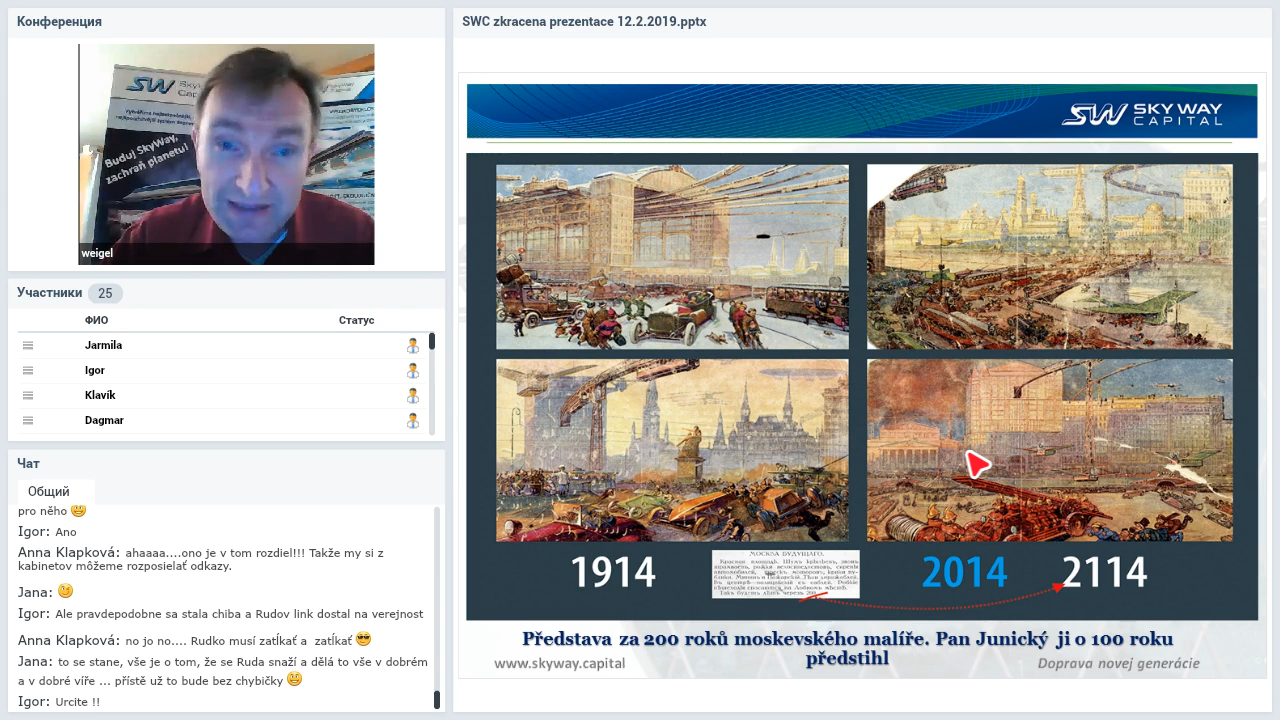 Конференция
SW
Buduj SkyWay,
zachraň planetu!
weigel
Участники 25
ФИО Статус
Jarmila
Igor
Klavík
Dagmar
Чат
Общий
pro něho
Igor: Ano
Anna Klapková: ahaaaa....ono je v tom rozdiel!!! Takže my si z
kabinetov môžeme rozposielať odkazy.
Jana:
Igor: Ale pravdepodobne sa stala chiba a Rudov link dostal na verejnost
Anna Klapková: no jo no.... Rudko musí zatĺkať a zatĺkať
Jana: to se stane, vše je o tom, že se Ruda snaží a dělá to vše v dobrém
a v dobré víře ... přístě už to bude bez chybičky
Igor: Urcite !!
SWC zkracena prezentace 12.2.2019.pptx
SW SKY WAY
CAPITAL
МОСКВА БУДУЩАГО.
1914 2014 2114
Představa za 200 roků moskevského malíře. Pan Junický ji o 100 roku
předstihl
www.skyway.capital Doprava novej generácie